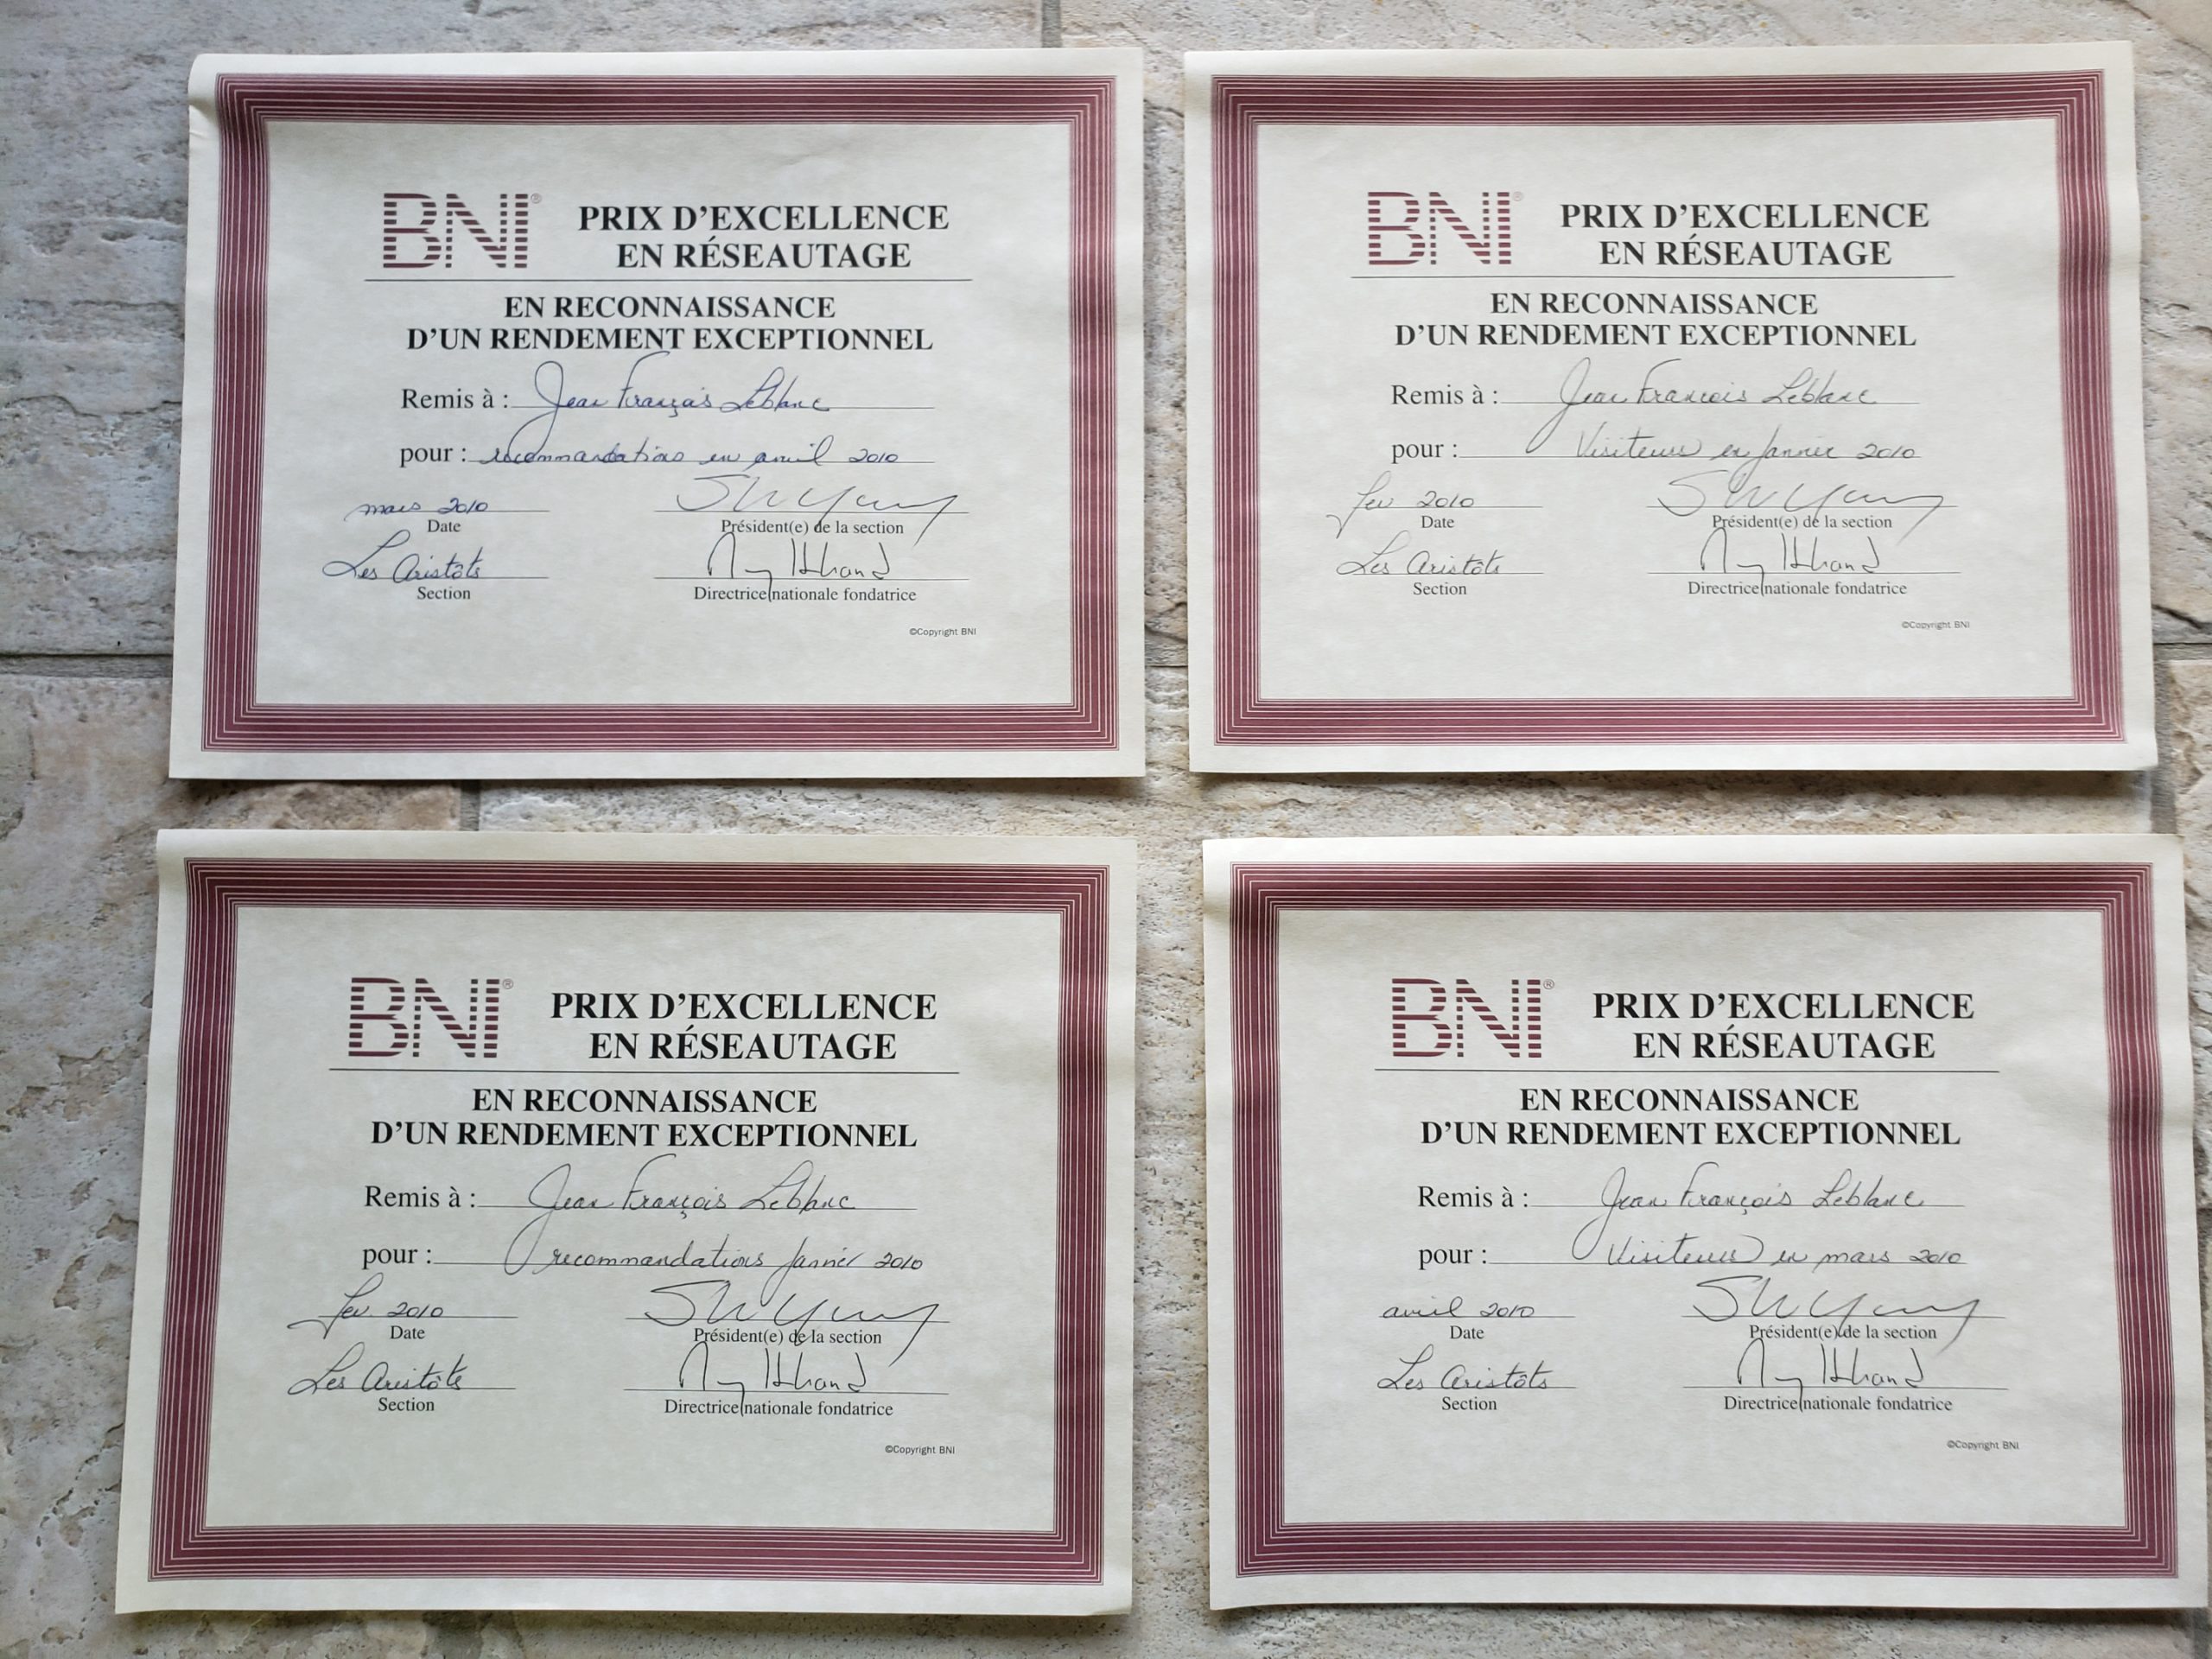 BNI®
PRIX D'EXCELLENCE
EN RÉSEAUTAGE
EN RECONNAISSANCE
D'UN RENDEMENT EXCEPTIONNEL
Remis à : Jean François Leblanc
pour : recommandations en avril 2010
mars 2010
Date
Président(e) de la section
Les Aristôts
Section
Directrice nationale fondatrice
©Copyright BNI
BNI®
PRIX D'EXCELLENCE
EN RÉSEAUTAGE
EN RECONNAISSANCE
D'UN RENDEMENT EXCEPTIONNEL
Remis à : Jean Francois Leblanc
pour : Visiteurs en Janvier 2010
fev 2010
Date
Président(e) de la section
Les Aristôts
Section
Directrice nationale fondatrice
©Copyright BNI
BNI®
PRIX D'EXCELLENCE
EN RÉSEAUTAGE
EN RECONNAISSANCE
D'UN RENDEMENT EXCEPTIONNEL
Remis à : Jean François Leblanc
pour : recommandations Janvier 2010
fev. 2010
Date
Président(e) de la section
Les Aristôts
Section
Directrice nationale fondatrice
©Copyright BNI
BNI®
PRIX D'EXCELLENCE
EN RÉSEAUTAGE
EN RECONNAISSANCE
D'UN RENDEMENT EXCEPTIONNEL
Remis à : Jean François Leblanc
pour : Visiteurs en mars 2010
avril 2010
Date
Président(e) de la section
Les Aristôts
Section
Directrice nationale fondatrice
©Copyright BNI